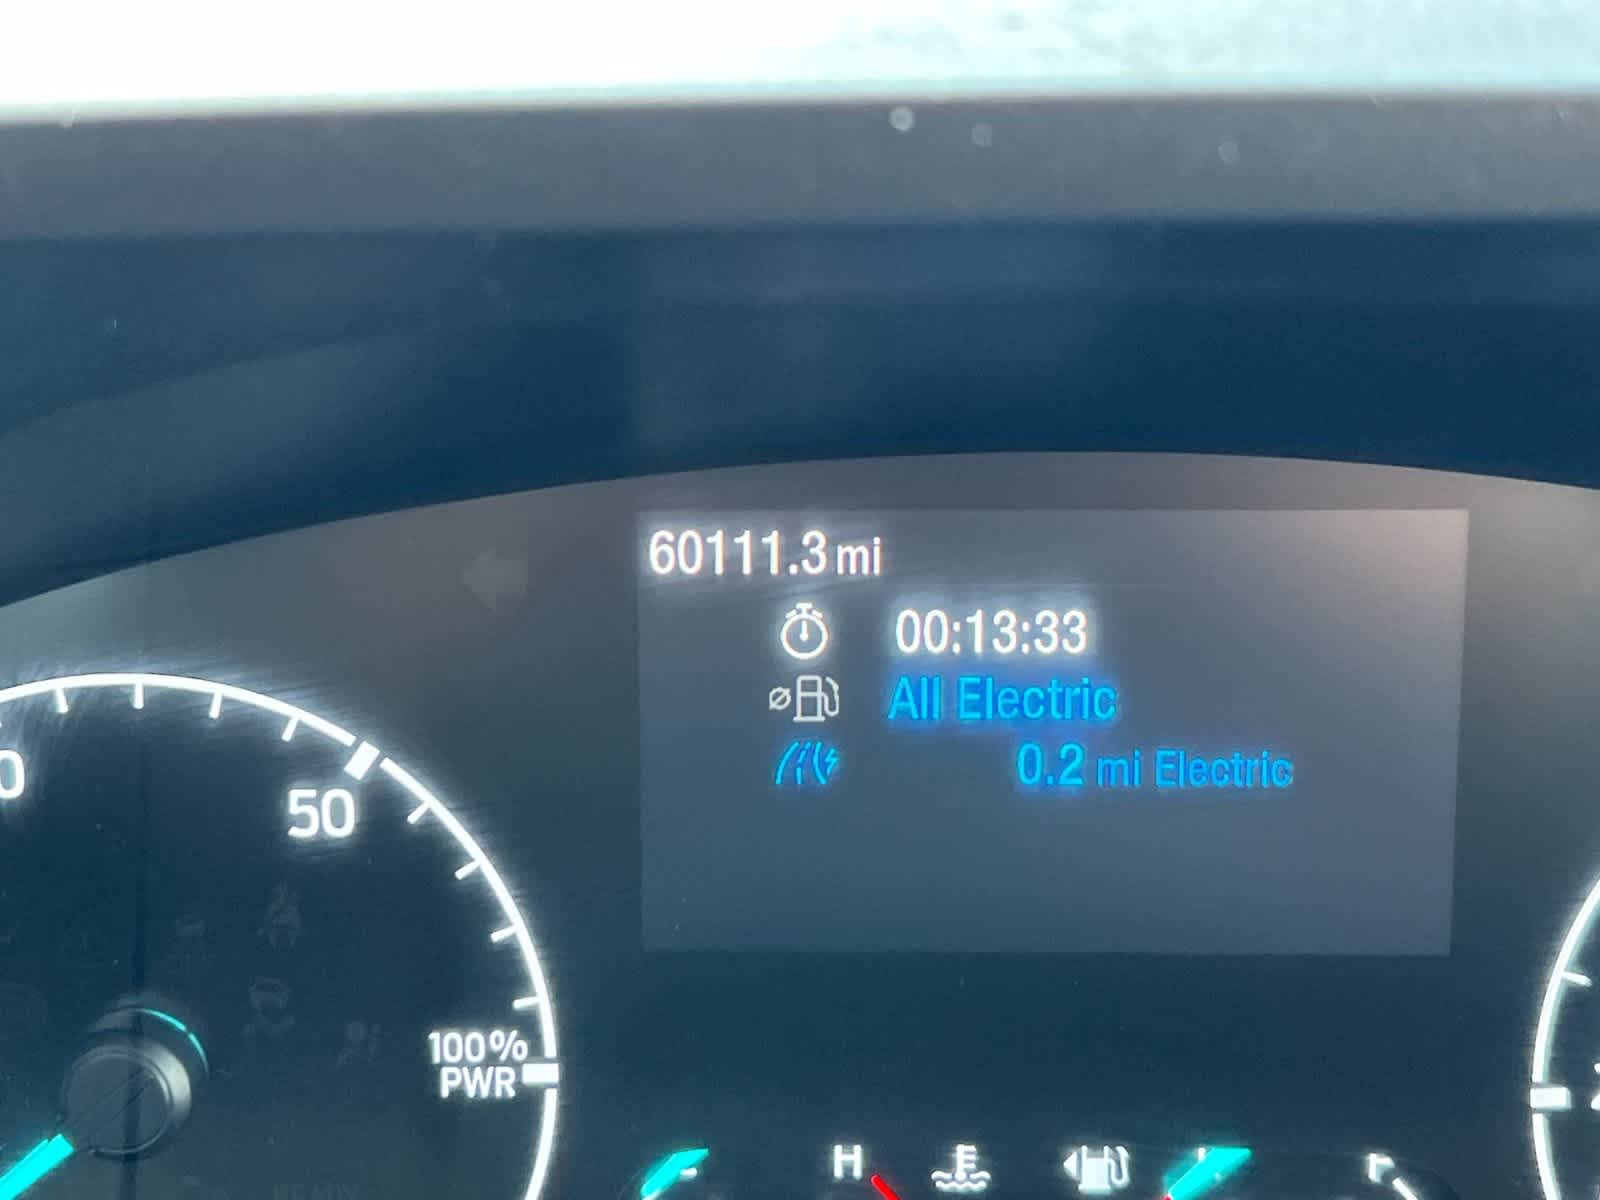 60111.3 mi
00:13:33
All Electric
0.2 mi Electric
50
100%
PWR
H